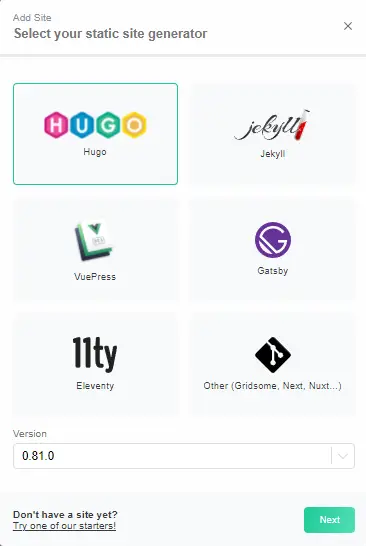 Add Site
Select your static site generator
HUGO
Hugo
jekyll
Jekyll
VuePress
Gatsby
11ty
Eleventy
Other (Gridsome, Next, Nuxt...)
Version
0.81.0
Don't have a site yet?
Try one of our starters!
Next